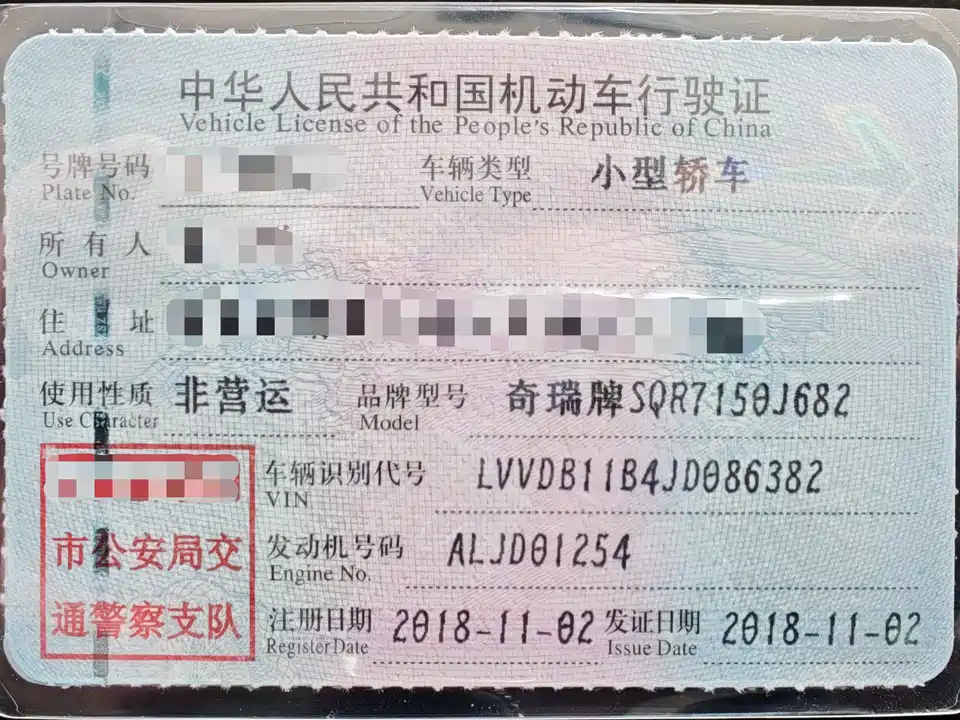 中华人民共和国机动车行驶证
Vehicle License of the People's Republic of China
号牌号码 车辆类型 小型轿车
Plate No. Vehicle Type
所有人
Owner
住址
Address
使用性质 非营运 品牌型号 奇瑞牌SQR7150J682
Use Character Model
车辆识别代号 LVVDB11B4JD086382
VIN
市公安局交
通警察支队
发动机号码 ALJD01254
Engine No.
注册日期 2018-11-02 发证日期 2018-11-02
Register Date Issue Date